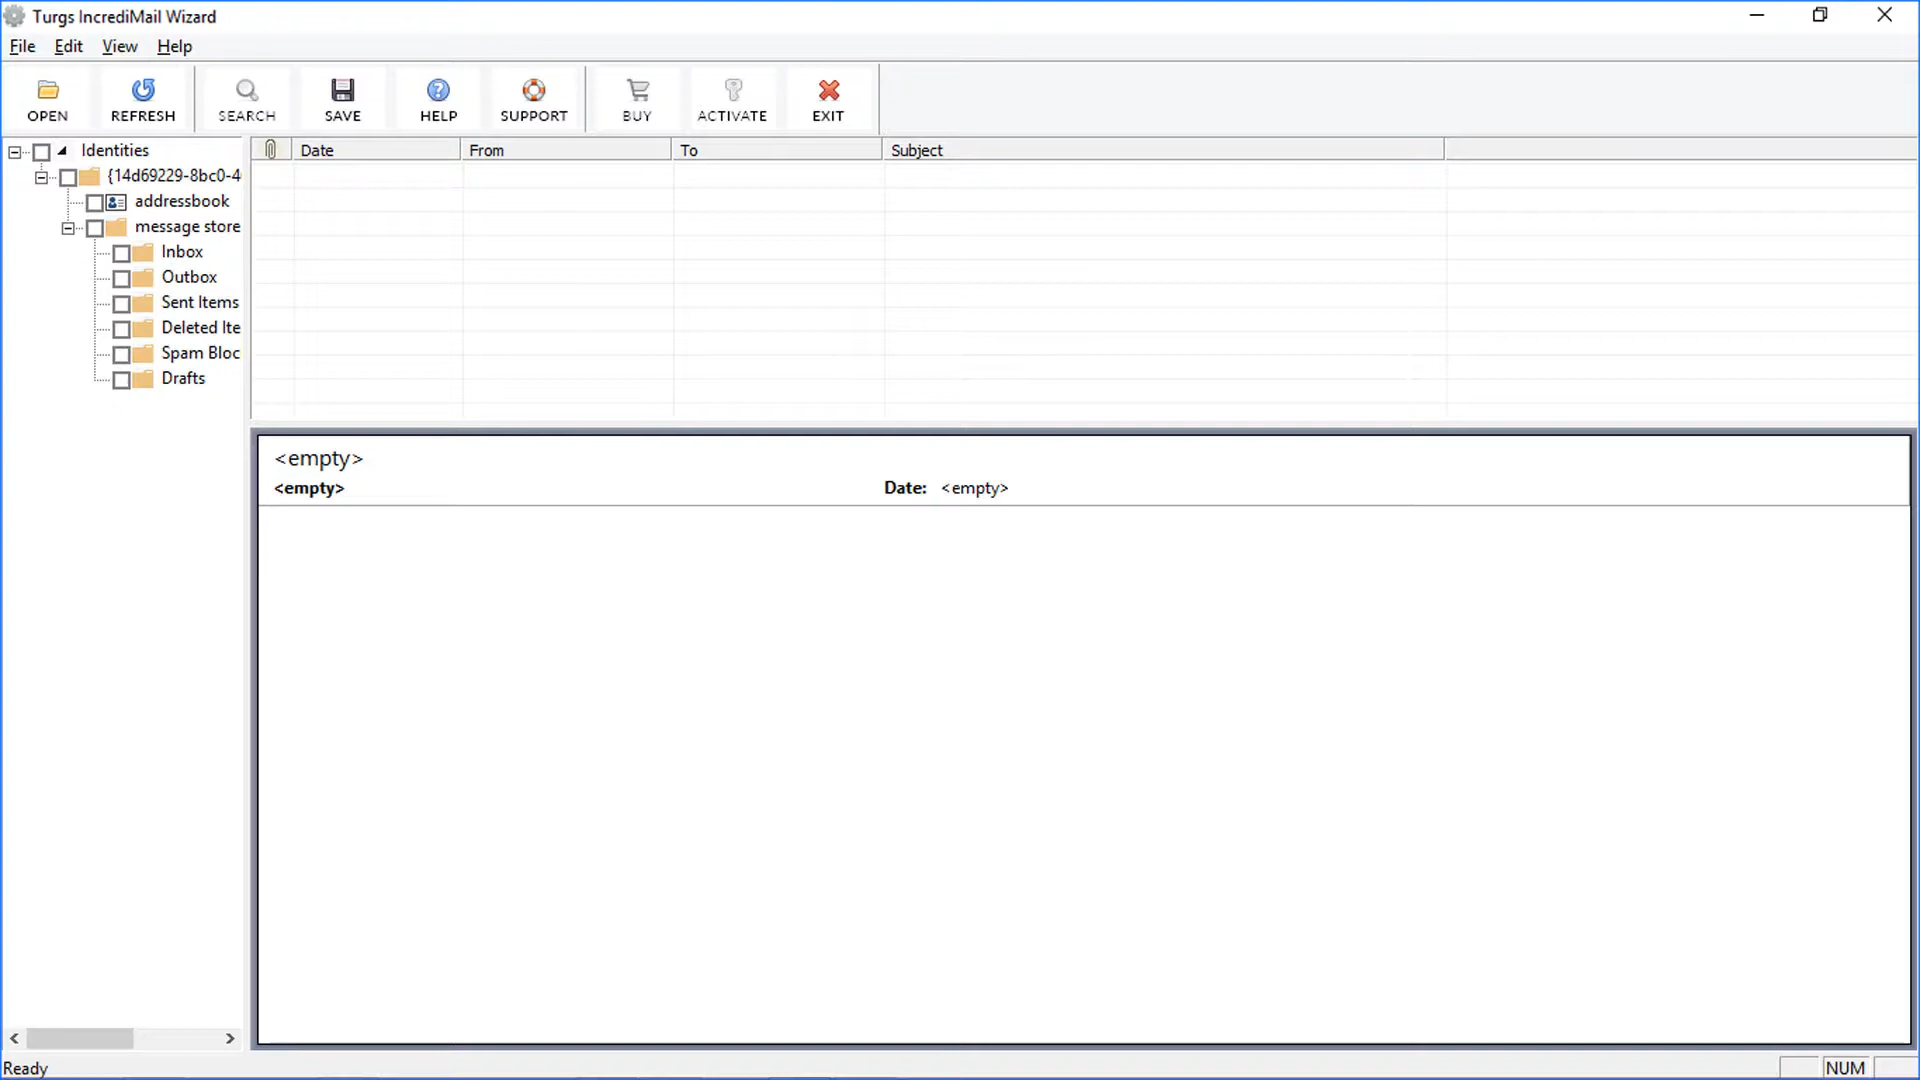 Turgs IncrediMail Wizard
File Edit View Help
OPEN REFRESH SEARCH SAVE HELP SUPPORT BUY ACTIVATE EXIT
Identities
{14d69229-8bc0-4
addressbook
message store
Inbox
Outbox
Sent Items
Deleted Ite
Spam Bloc
Drafts
Date From To Subject
<empty>
<empty> Date: <empty>
Ready NUM